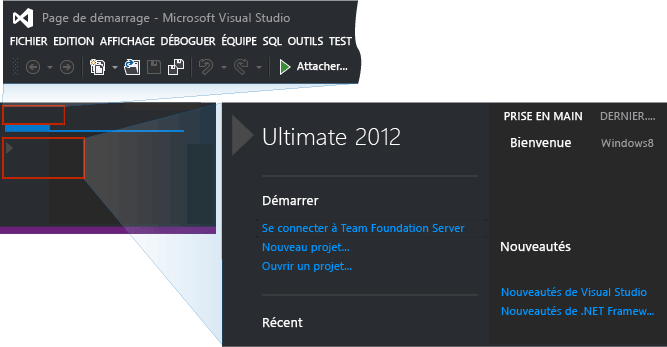 Page de démarrage - Microsoft Visual Studio
FICHIER EDITION AFFICHAGE DÉBOGUER ÉQUIPE SQL OUTILS TEST
Attacher...
Ultimate 2012
Démarrer
Se connecter à Team Foundation Server
Nouveau projet...
Ouvrir un projet...
Récent
PRISE EN MAIN DERNIER....
Bienvenue Windows8
Nouveautés
Nouveautés de Visual Studio
Nouveautés de .NET Framew...